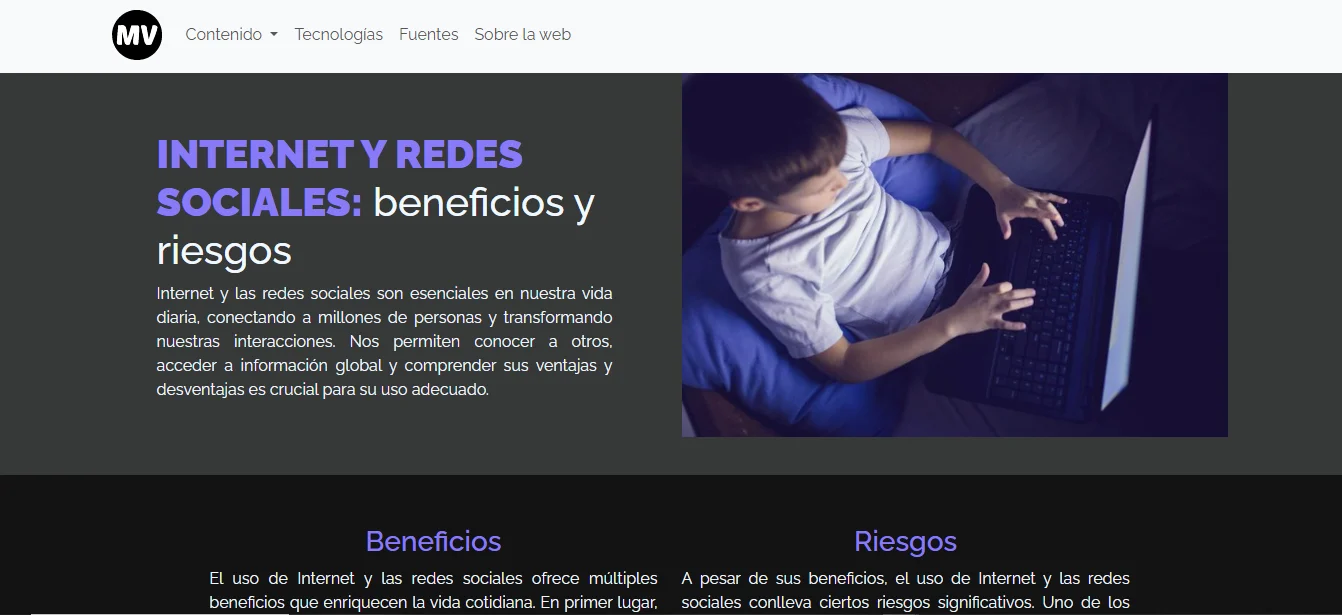 MV
Contenido
Tecnologías
Fuentes
Sobre la web
INTERNET Y REDES
SOCIALES: beneficios y
riesgos
Internet y las redes sociales son esenciales en nuestra vida
diaria, conectando a millones de personas y transformando
nuestras interacciones. Nos permiten conocer a otros,
acceder a información global y comprender sus ventajas y
desventajas es crucial para su uso adecuado.
Beneficios
El uso de Internet y las redes sociales ofrece múltiples
beneficios que enriquecen la vida cotidiana. En primer lugar,
Riesgos
A pesar de sus beneficios, el uso de Internet y las redes
sociales conlleva ciertos riesgos significativos. Uno de los